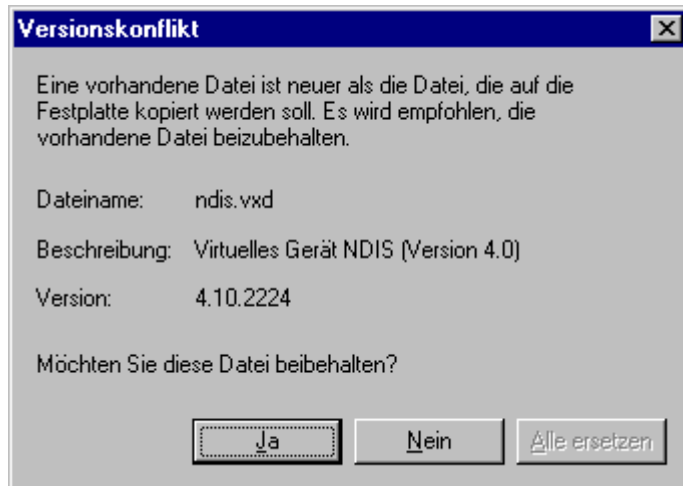 Versionskonflikt
Eine vorhandene Datei ist neuer als die Datei, die auf die
Festplatte kopiert werden soll. Es wird empfohlen, die
vorhandene Datei beizubehalten.
Dateiname: ndis.vxd
Beschreibung: Virtuelles Gerät NDIS (Version 4.0)
Version: 4.10.2224
Möchten Sie diese Datei beibehalten?
Ja Nein Alle ersetzen